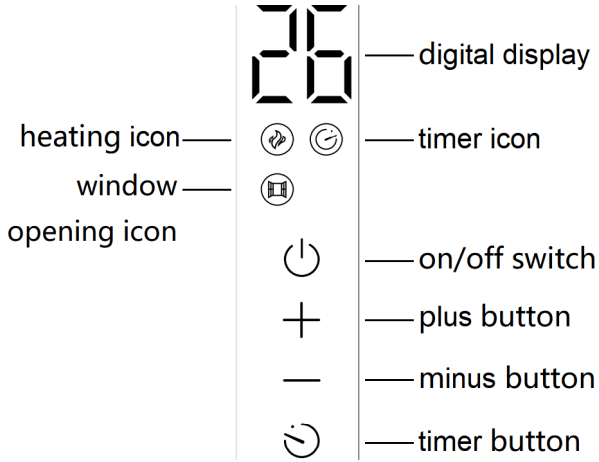 26
digital display
heating icon
timer icon
window
opening icon
on/off switch
plus button
minus button
timer button